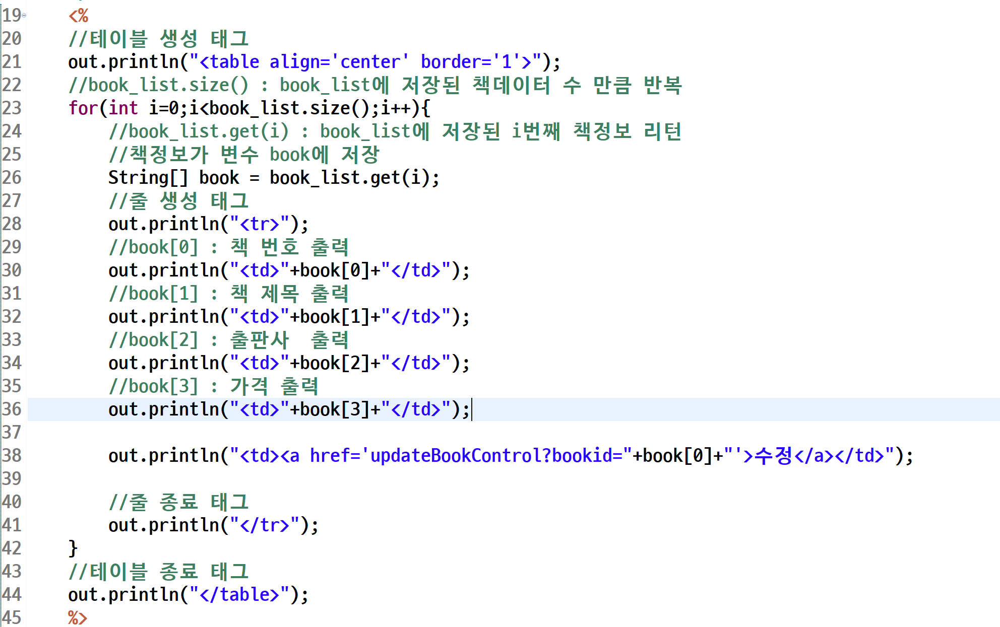 19 <%
20 //테이블 생성 태그
21 out.println("<table align='center' border='1'>");
22 //book_list.size() : book_list에 저장된 책데이터 수 만큼 반복
23 for(int i=0;i<book_list.size();i++){
24 //book_list.get(i) : book_list에 저장된 i번째 책정보 리턴
25 //책정보가 변수 book에 저장
26 String[] book = book_list.get(i);
27 //줄 생성 태그
28 out.println("<tr>");
29 //book[0] : 책 번호 출력
30 out.println("<td>"+book[0]+"</td>");
31 //book[1] : 책 제목 출력
32 out.println("<td>"+book[1]+"</td>");
33 //book[2] : 출판사  출력
34 out.println("<td>"+book[2]+"</td>");
35 //book[3] : 가격 출력
36 out.println("<td>"+book[3]+"</td>");
37
38 out.println("<td><a href='updateBookControl?bookid="+book[0]+"'>수정</a></td>");
39
40 //줄 종료 태그
41 out.println("</tr>");
42 }
43 //테이블 종료 태그
44 out.println("</table>");
45 %>